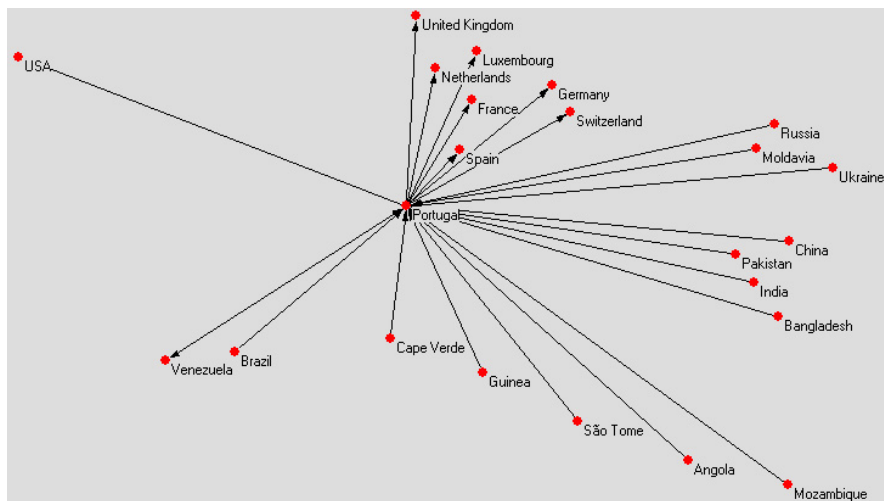 United Kingdom
USA
Luxembourg
Netherlands
Germany
France
Switzerland
Russia
Spain
Moldavia
Ukraine
Portugal
China
Pakistan
India
Bangladesh
Cape Verde
Brazil
Venezuela
Guinea
São Tome
Angola
Mozambique